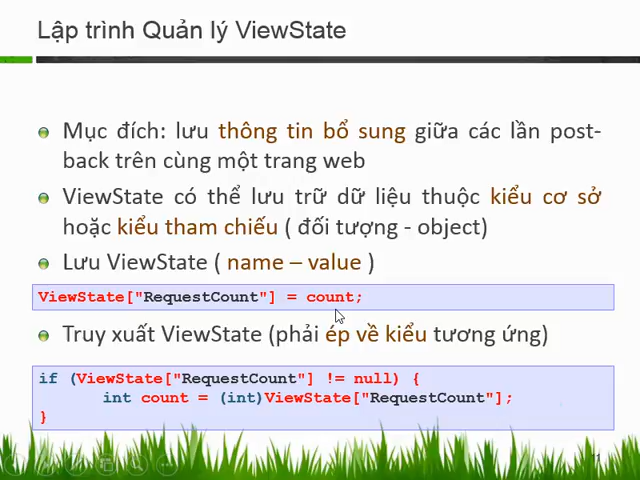 Lập trình Quản lý ViewState
Mục đích: lưu thông tin bổ sung giữa các lần post-
back trên cùng một trang web
ViewState có thể lưu trữ dữ liệu thuộc kiểu cơ sở
hoặc kiểu tham chiếu ( đối tượng - object)
Lưu ViewState ( name – value )
ViewState["RequestCount"] = count;
Truy xuất ViewState (phải ép về kiểu tương ứng)
if (ViewState["RequestCount"] != null) {
int count = (int)ViewState["RequestCount"];
}
11